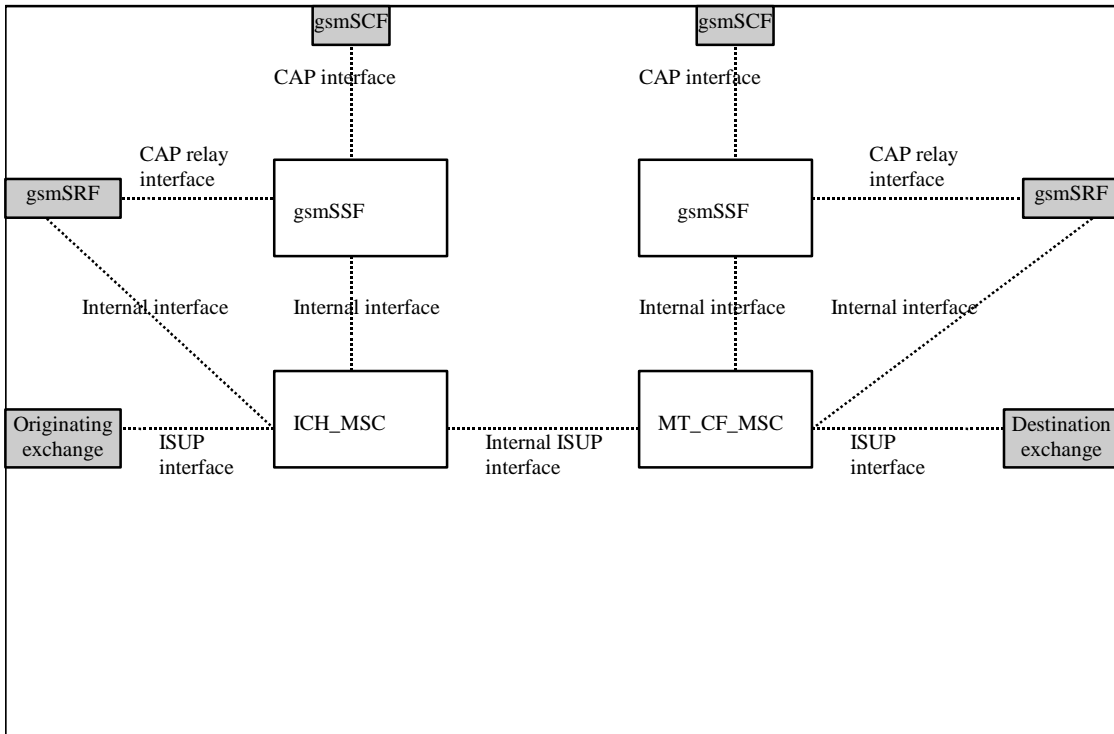 gsmSCF
gsmSCF
CAP interface
CAP interface
CAP relay
interface
CAP relay
interface
gsmSRF
gsmSSF
gsmSSF
gsmSRF
Internal interface
Internal interface
Internal interface
Internal interface
Originating
exchange
ISUP
interface
ICH_MSC
Internal ISUP
interface
MT_CF_MSC
ISUP
interface
Destination
exchange